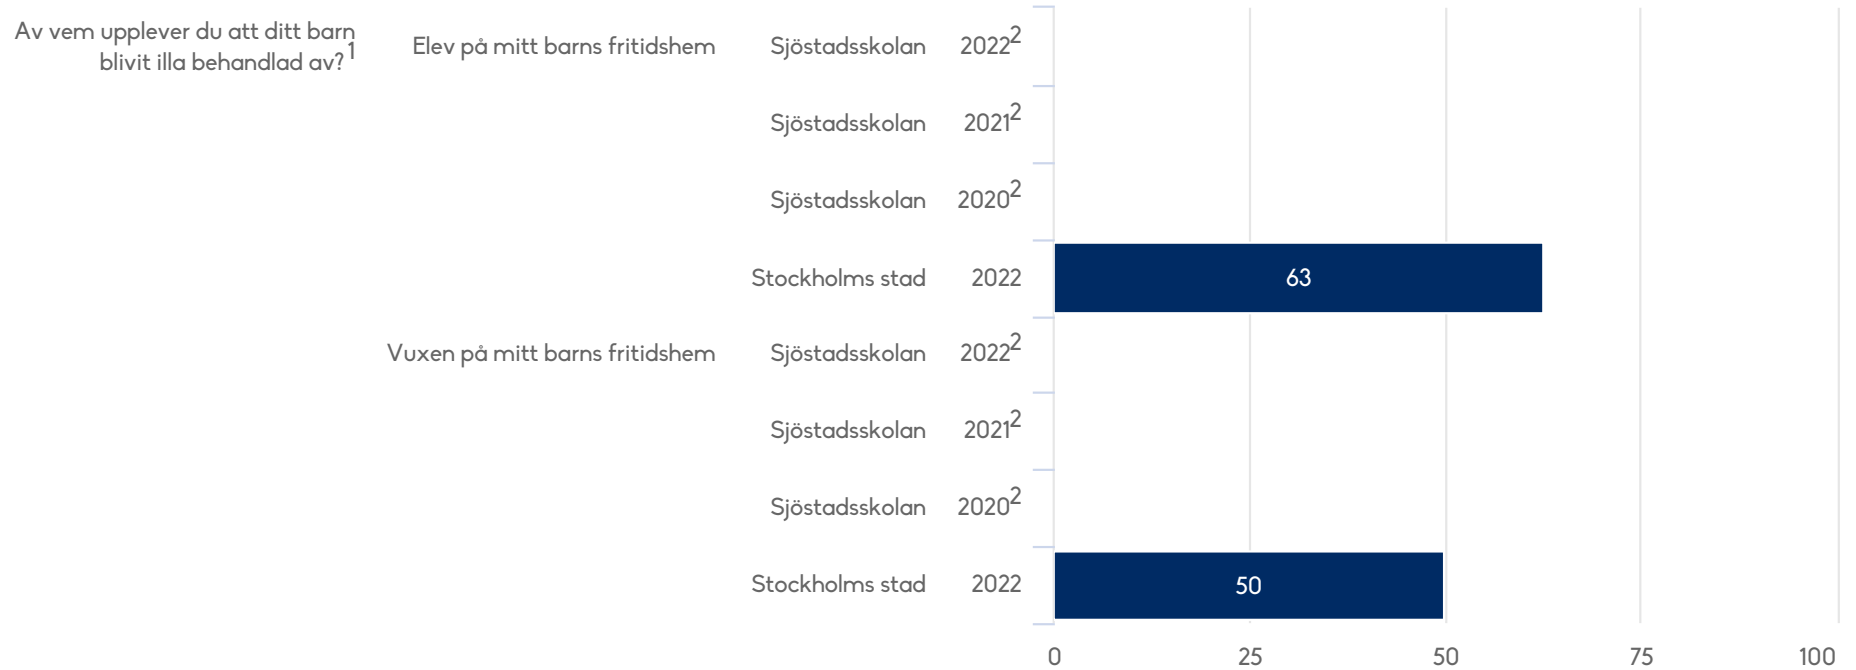 Av vem upplever du att ditt barn
blivit illa behandlad av?1
Elev på mitt barns fritidshem Sjöstadsskolan 2022²
Sjöstadsskolan 2021²
Sjöstadsskolan 2020²
Stockholms stad 2022 63
Vuxen på mitt barns fritidshem Sjöstadsskolan 2022²
Sjöstadsskolan 2021²
Sjöstadsskolan 2020²
Stockholms stad 2022 50
0 25 50 75 100